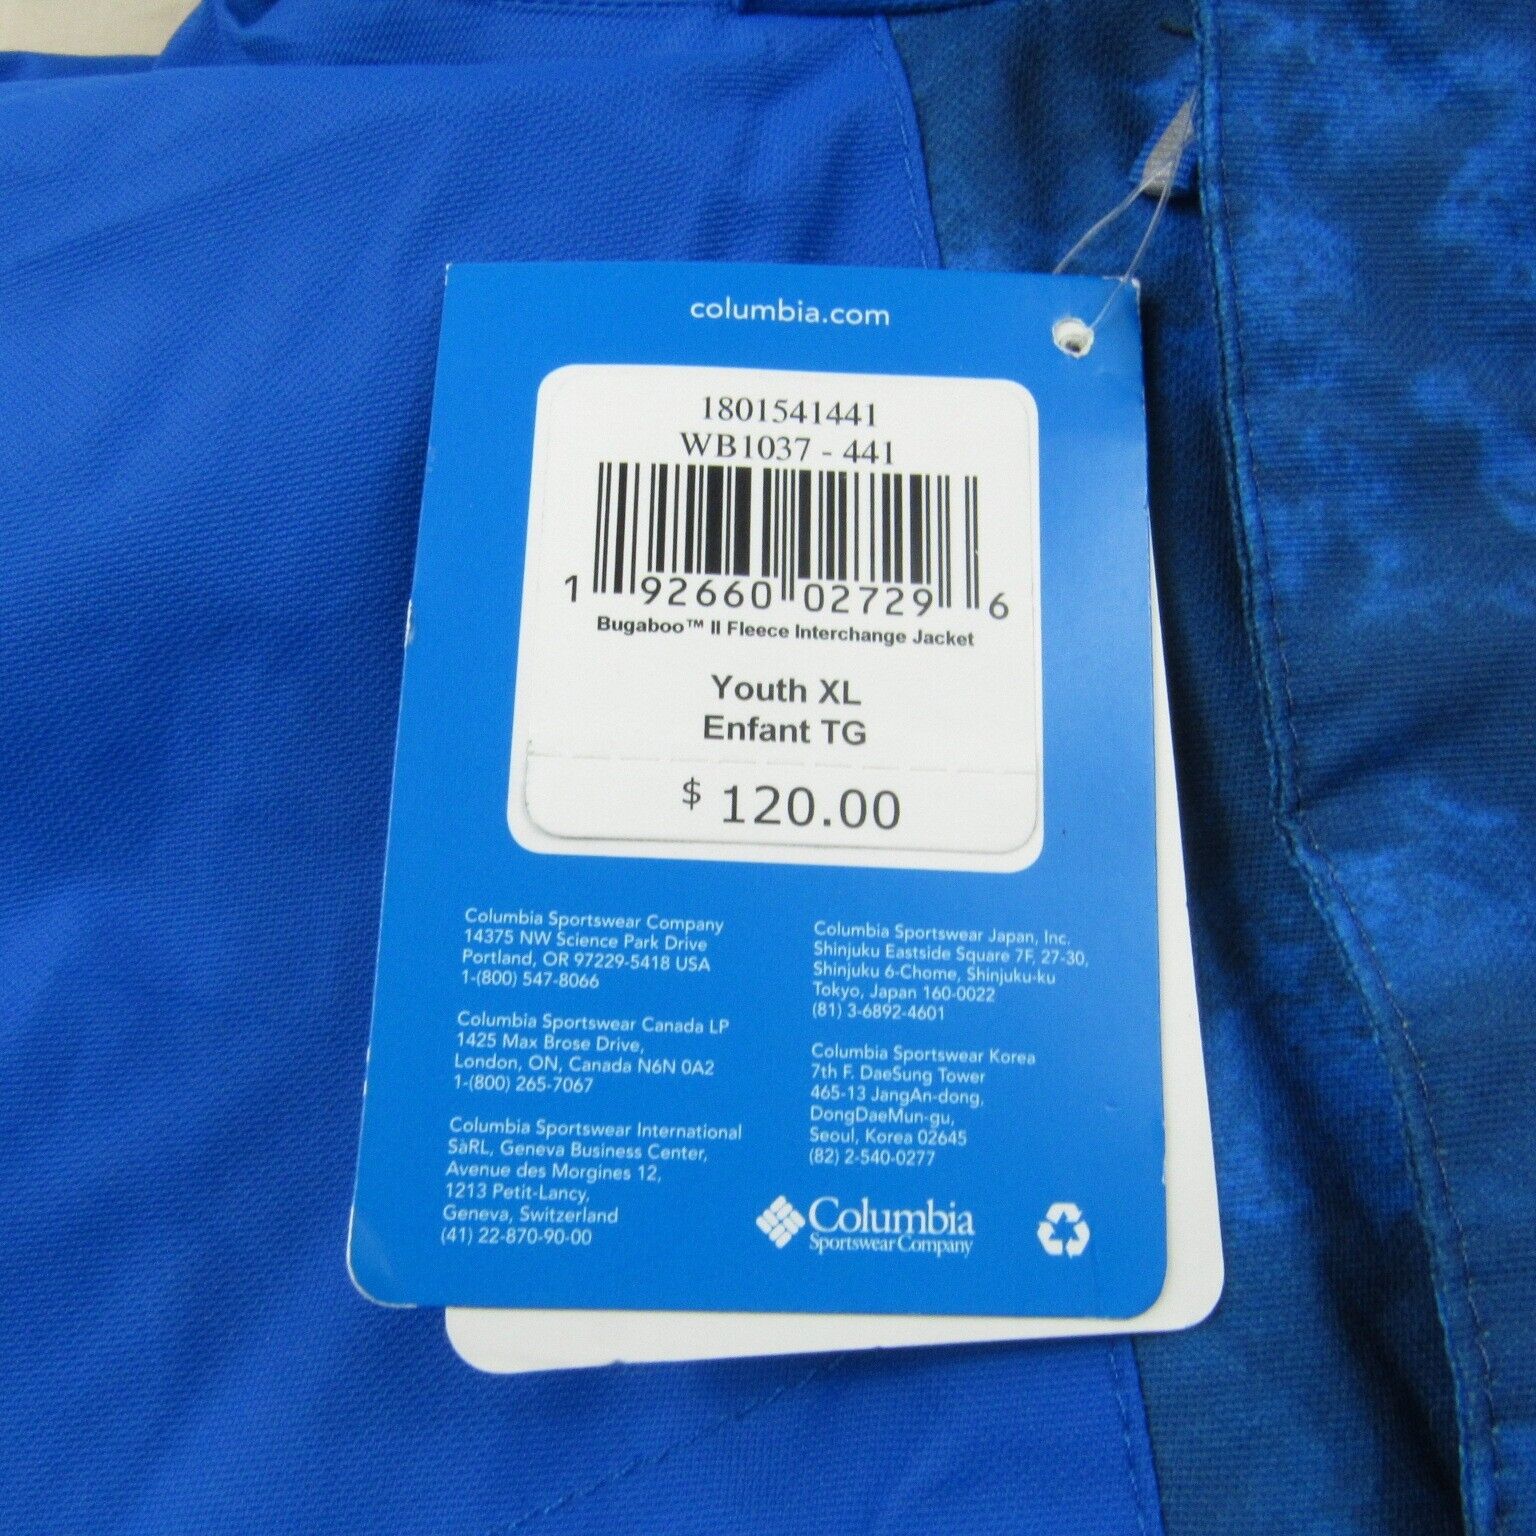 columbia.com
1801541441
WB1037 - 441
1 92660 02729 6
Bugaboo™ II Fleece Interchange Jacket
Youth XL
Enfant TG
$ 120.00
Columbia Sportswear Company
14375 NW Science Park Drive
Portland, OR 97229-5418 USA
1-(800) 547-8066
Columbia Sportswear Canada LP
1425 Max Brose Drive,
London, ON, Canada N6N 0A2
1-(800) 265-7067
Columbia Sportswear International
SàRL, Geneva Business Center,
Avenue des Morgines 12,
1213 Petit-Lancy,
Geneva, Switzerland
(41) 22-870-90-00
Columbia Sportswear Japan, Inc.
Shinjuku Eastside Square 7F, 27-30,
Shinjuku 6-Chome, Shinjuku-ku
Tokyo, Japan 160-0022
(81) 3-6892-4601
Columbia Sportswear Korea
7th F. DaeSung Tower
465-13 JangAn-dong,
DongDaeMun-gu,
Seoul, Korea 02645
(82) 2-540-0277
Columbia
Sportswear Company